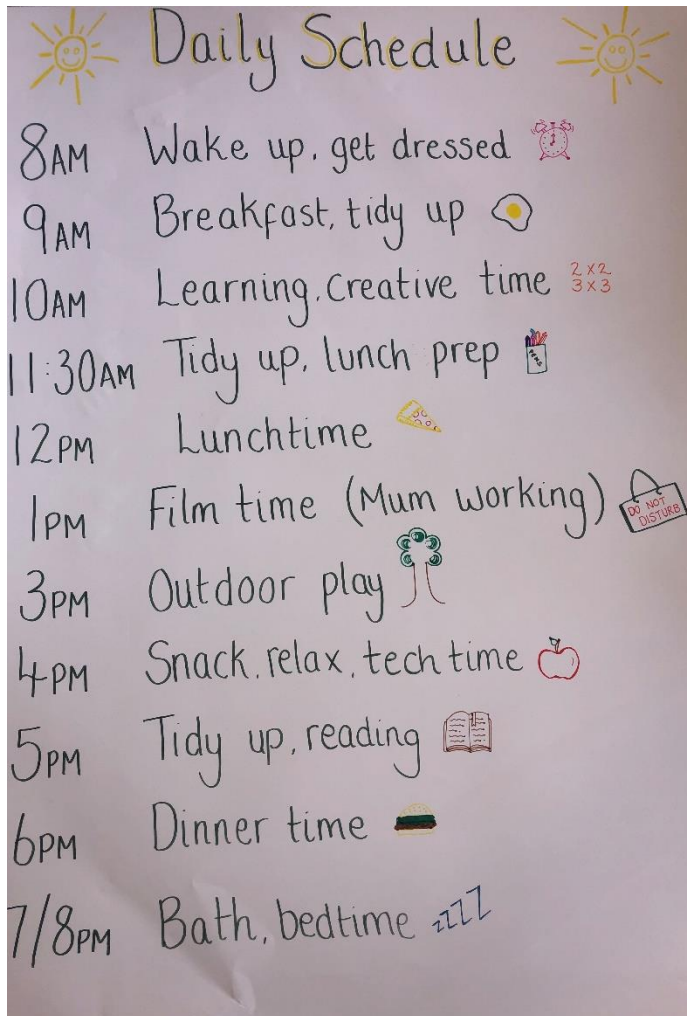 Daily Schedule
8AM Wake up, get dressed
9AM Breakfast, tidy up
10AM Learning, creative time 2x2
3x3
11:30AM Tidy up, lunch prep
12PM Lunchtime
1PM Film time (Mum working) DO NOT
DISTURB
3PM Outdoor play
4PM Snack, relax, tech time
5PM Tidy up, reading
6PM Dinner time
7/8PM Bath, bedtime zzZZ